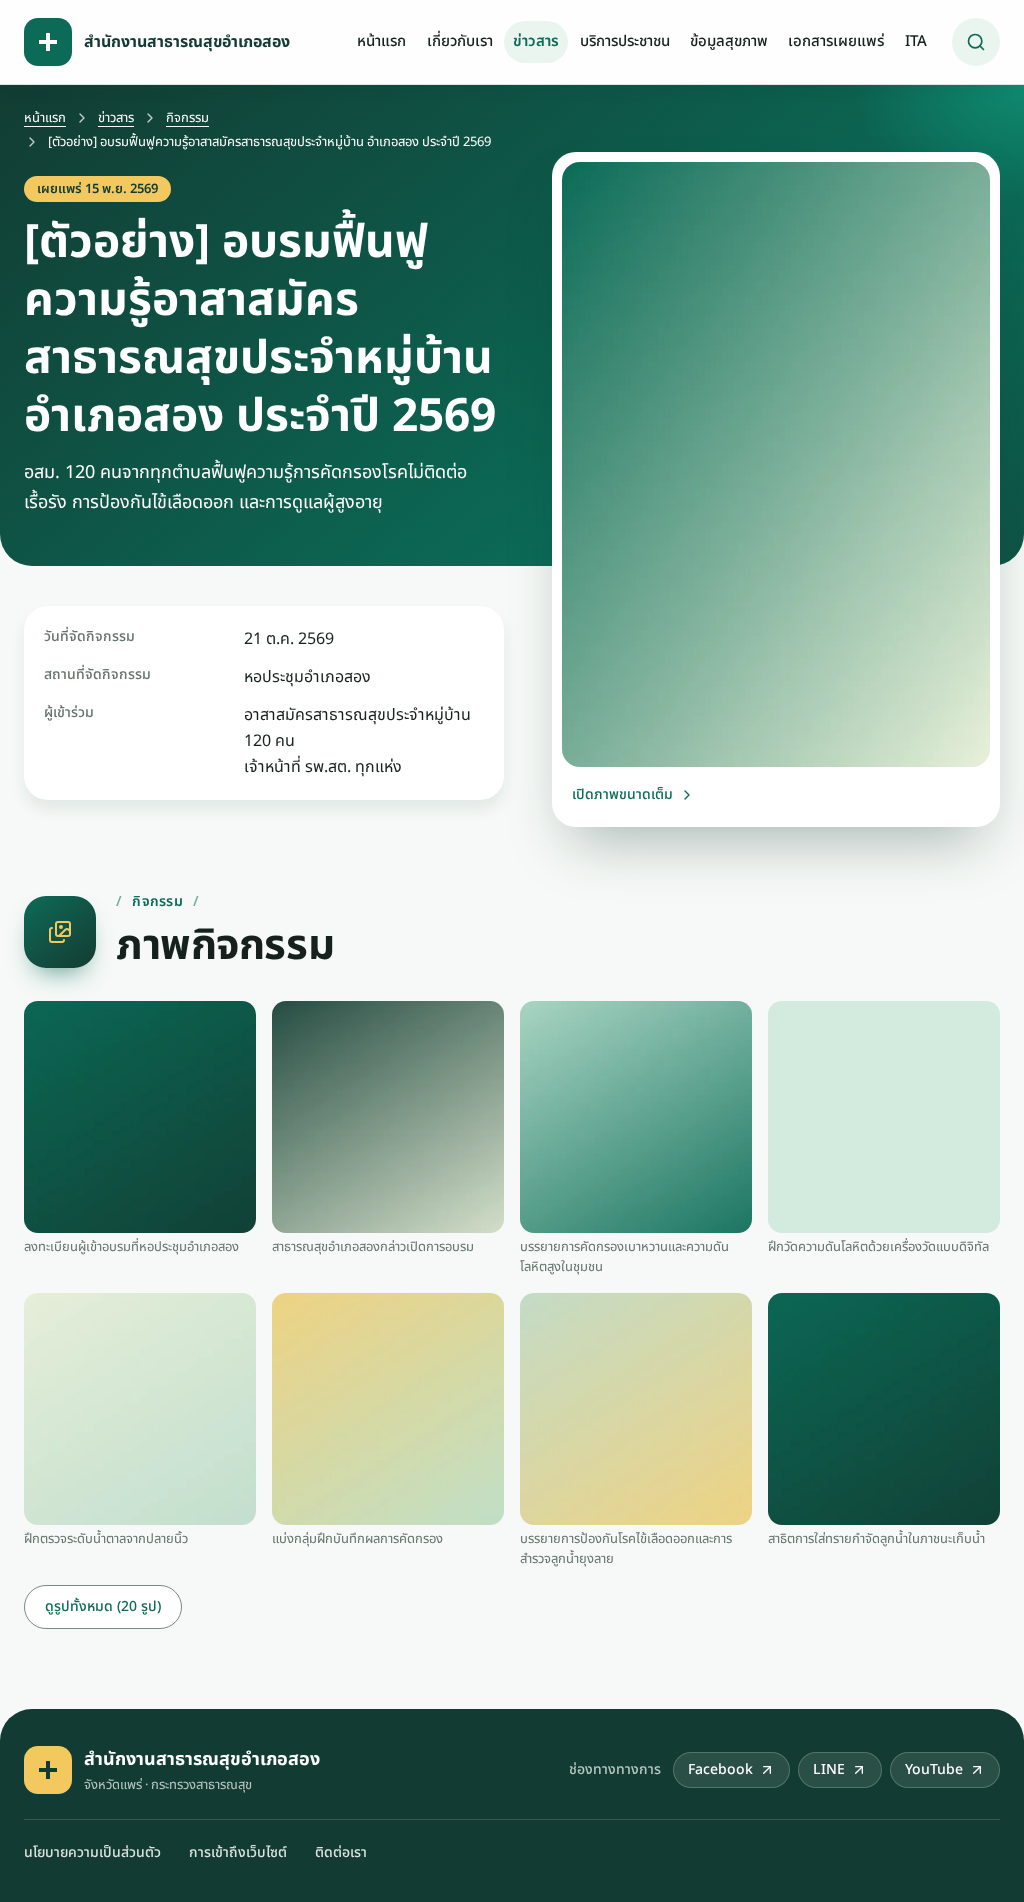 สำนักงานสาธารณสุขอำเภอสอง
หน้าแรก
เกี่ยวกับเรา
ข่าวสาร
บริการประชาชน
ข้อมูลสุขภาพ
เอกสารเผยแพร่
ITA
หน้าแรก
ข่าวสาร
กิจกรรม
[ตัวอย่าง] อบรมฟื้นฟูความรู้อาสาสมัครสาธารณสุขประจำหมู่บ้าน อำเภอสอง ประจำปี 2569
เผยแพร่ 15 พ.ย. 2569
[ตัวอย่าง] อบรมฟื้นฟู
ความรู้อาสาสมัคร
สาธารณสุขประจำหมู่บ้าน
อำเภอสอง ประจำปี 2569
อสม. 120 คนจากทุกตำบลฟื้นฟูความรู้การคัดกรองโรคไม่ติดต่อ
เรื้อรัง การป้องกันไข้เลือดออก และการดูแลผู้สูงอายุ
วันที่จัดกิจกรรม
21 ต.ค. 2569
สถานที่จัดกิจกรรม
หอประชุมอำเภอสอง
ผู้เข้าร่วม
อาสาสมัครสาธารณสุขประจำหมู่บ้าน
120 คน
เจ้าหน้าที่ รพ.สต. ทุกแห่ง
เปิดภาพขนาดเต็ม
/ กิจกรรม /
ภาพกิจกรรม
ลงทะเบียนผู้เข้าอบรมที่หอประชุมอำเภอสอง
สาธารณสุขอำเภอสองกล่าวเปิดการอบรม
บรรยายการคัดกรองเบาหวานและความดัน
โลหิตสูงในชุมชน
ฝึกวัดความดันโลหิตด้วยเครื่องวัดแบบดิจิทัล
ฝึกตรวจระดับน้ำตาลจากปลายนิ้ว
แบ่งกลุ่มฝึกบันทึกผลการคัดกรอง
บรรยายการป้องกันโรคไข้เลือดออกและการ
สำรวจลูกน้ำยุงลาย
สาธิตการใส่ทรายกำจัดลูกน้ำในภาชนะเก็บน้ำ
ดูรูปทั้งหมด (20 รูป)
สำนักงานสาธารณสุขอำเภอสอง
จังหวัดแพร่ · กระทรวงสาธารณสุข
ช่องทางทางการ
Facebook
LINE
YouTube
นโยบายความเป็นส่วนตัว
การเข้าถึงเว็บไซต์
ติดต่อเรา